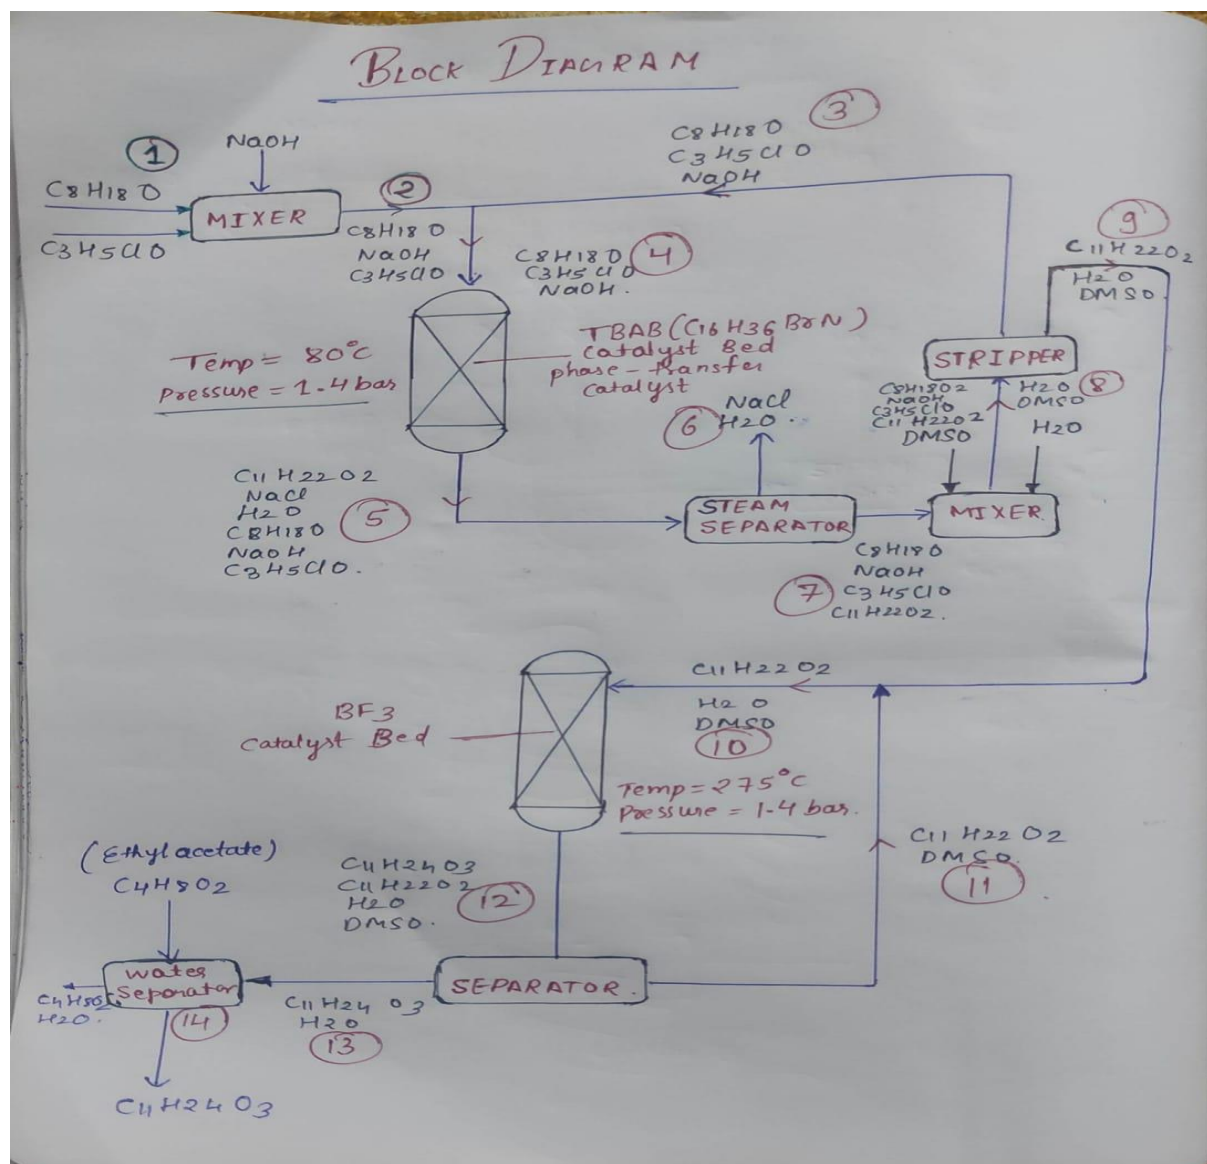 BLOCK DIAGRAM
1
NaOH
C8H18O
C3H5ClO
MIXER
2
C8H18O
NaOH
C3H5ClO
3
C8H18O
C3H5ClO
NaOH
4
C8H18O
C3H5ClO
NaOH.
Temp = 80°C
Pressure = 1-4 bar
TBAB (C16H36BrN)
Catalyst Bed
phase-transfer
catalyst
9
C11H22O2
H2O
DMSO
STRIPPER
8
C8H18O2
NaOH
C3H5ClO
C11H22O2
DMSO
H2O
DMSO
H2O
6
NaCl
H2O.
5
C11H22O2
NaCl
H2O
C8H18O
NaOH
C3H5ClO.
STEAM
SEPARATOR
MIXER
7
C8H18O
NaOH
C3H5ClO
C11H22O2.
C11H22O2
H2O
DMSO
10
BF3
Catalyst Bed
Temp = 275°C
Pressure = 1-4 bar.
C11H22O2
DMSO.
11
C11H24O3
C11H22O2
H2O
DMSO.
12
(Ethyl acetate)
C4H8O2
Water
Separator
14
C4H8O2
H2O.
C11H24O3
H2O
13
SEPARATOR.
C11H24O3